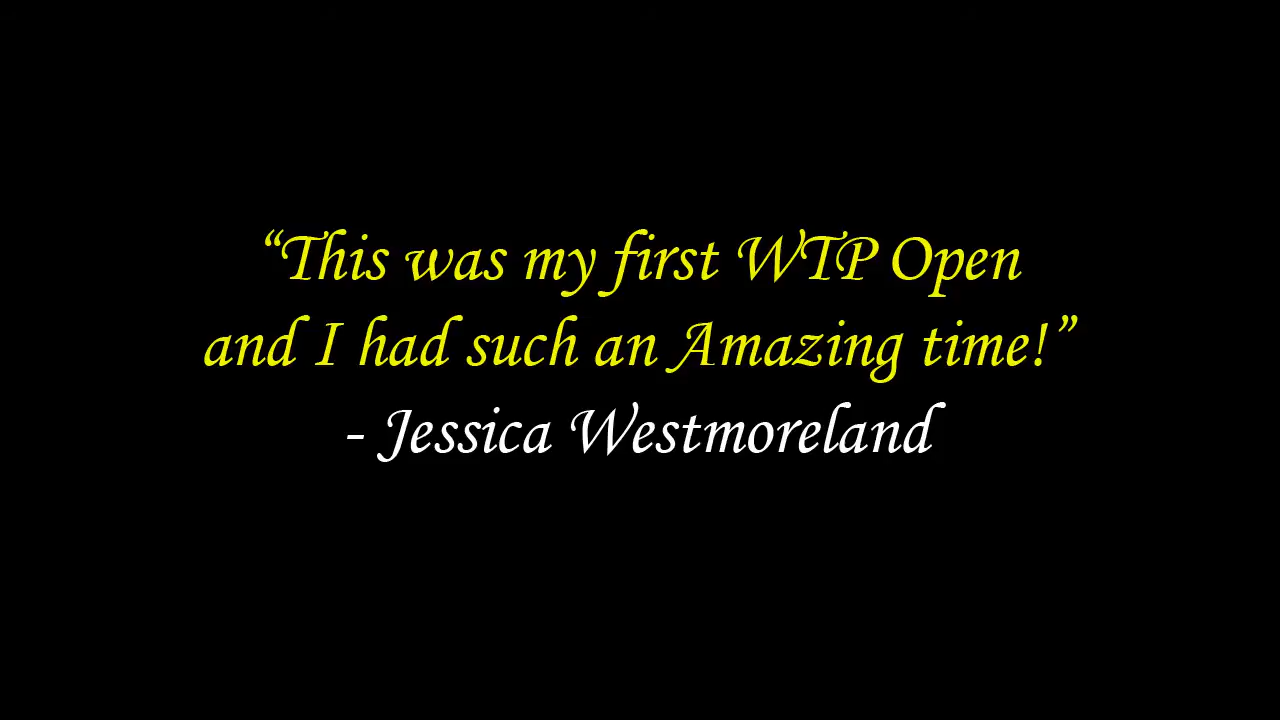 “This was my first WTP Open
and I had such an Amazing time!”
- Jessica Westmoreland